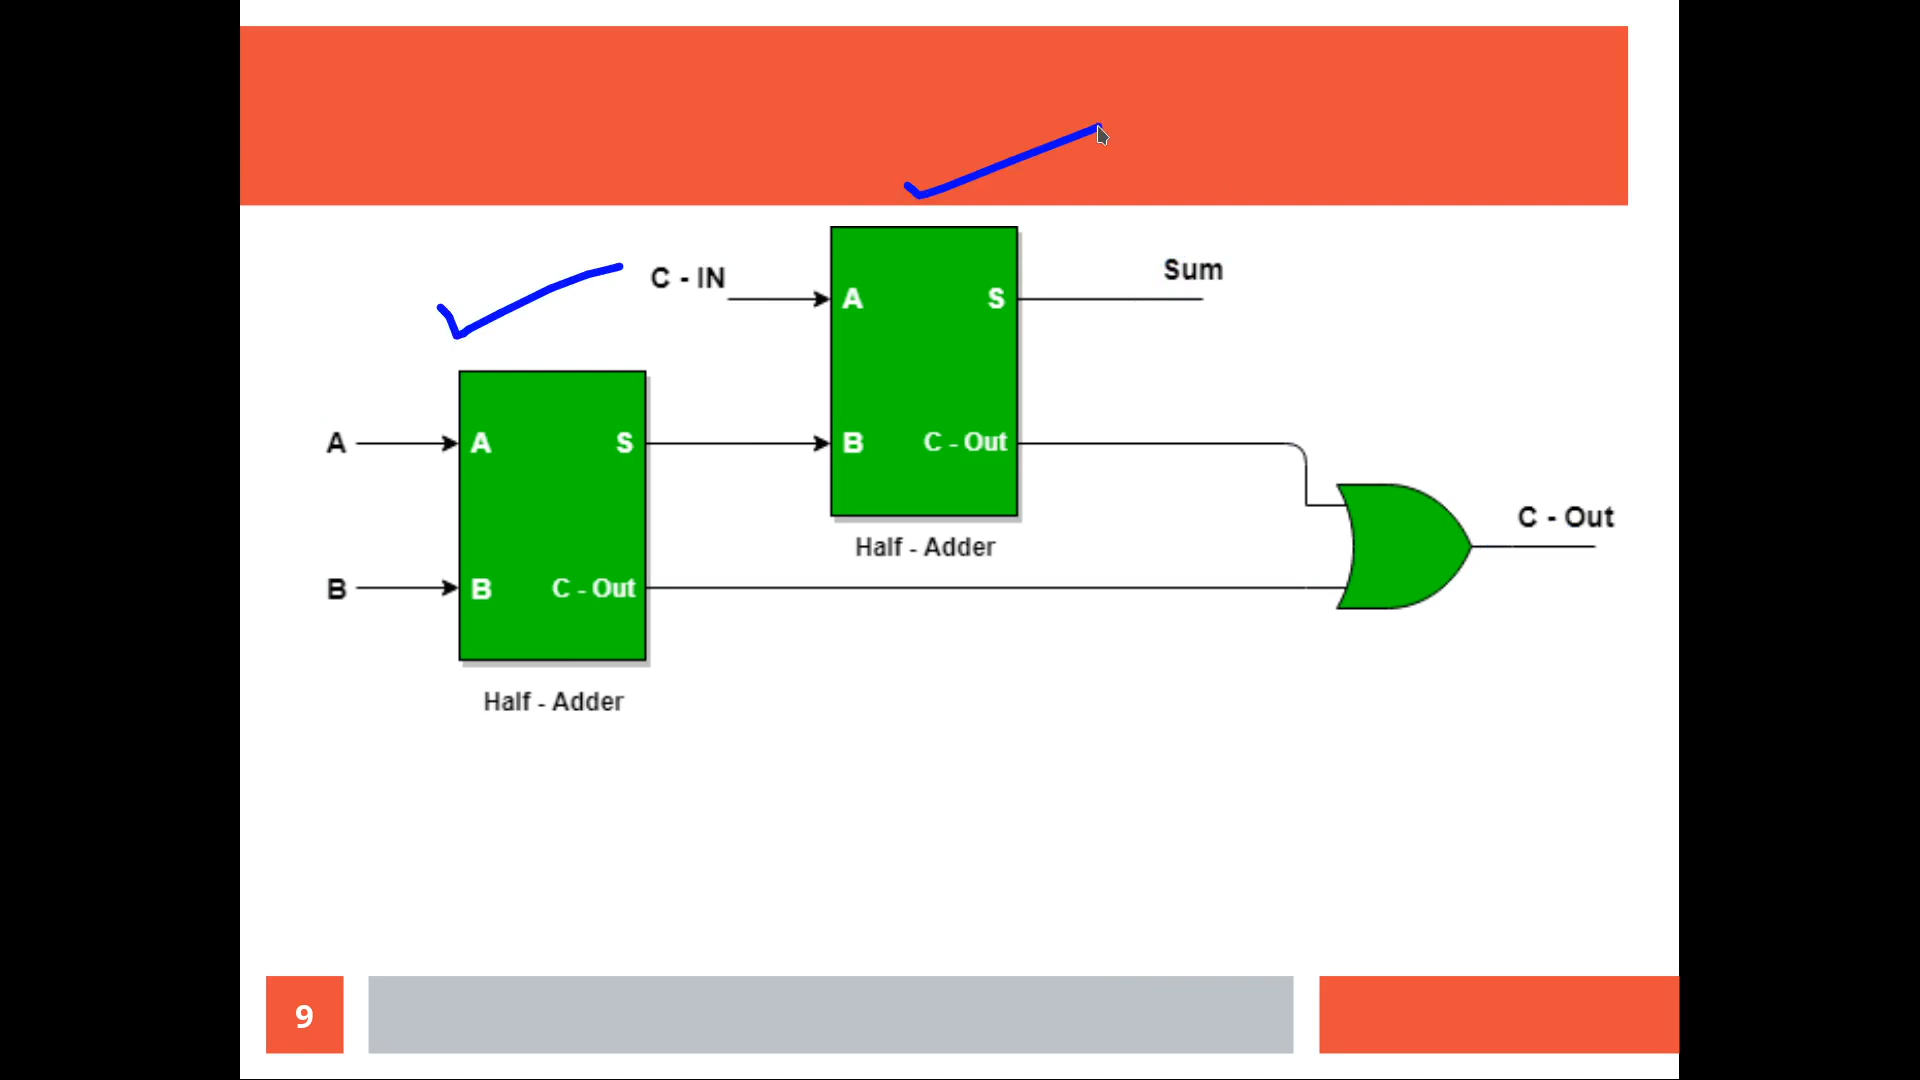 C - IN
Sum
A
S
A
A
S
B
C - Out
C - Out
Half - Adder
B
B
C - Out
Half - Adder
9